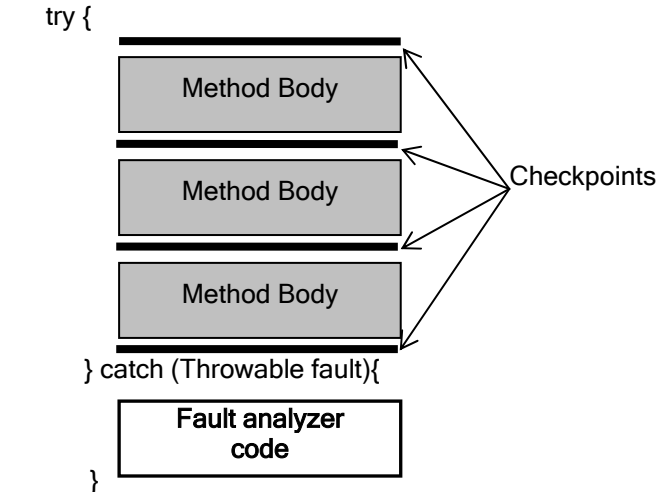 try {
Method Body
Method Body
Checkpoints
Method Body
} catch (Throwable fault){
Fault analyzer
code
}